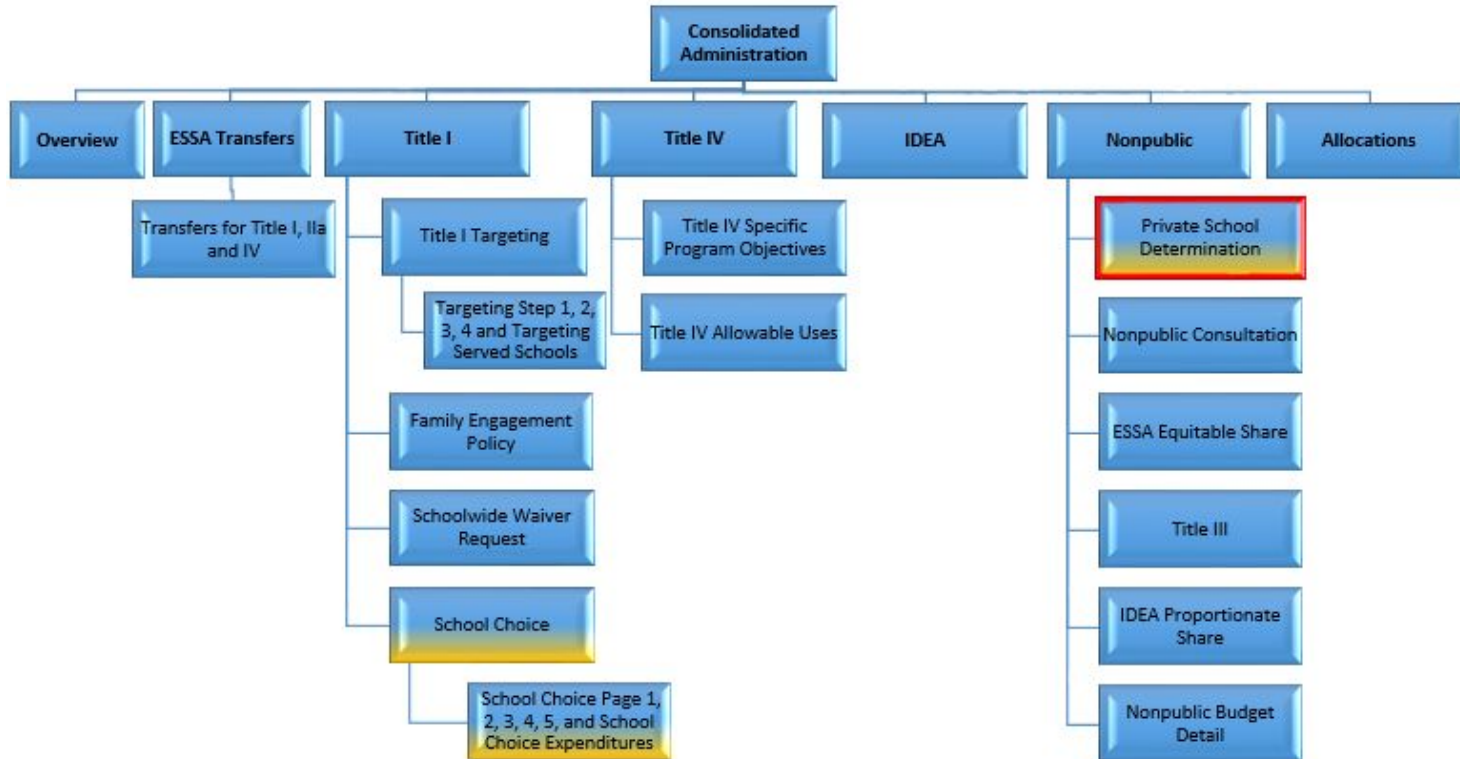 Consolidated
Administration
Overview
ESSA Transfers
Title I
Title IV
IDEA
Nonpublic
Allocations
Transfers for Title I, IIa
and IV
Title I Targeting
Targeting Step 1, 2,
3, 4 and Targeting
Served Schools
Family Engagement
Policy
Schoolwide Waiver
Request
School Choice
School Choice Page 1,
2, 3, 4, 5, and School
Choice Expenditures
Title IV Specific
Program Objectives
Title IV Allowable Uses
Private School
Determination
Nonpublic Consultation
ESSA Equitable Share
Title III
IDEA Proportionate
Share
Nonpublic Budget
Detail